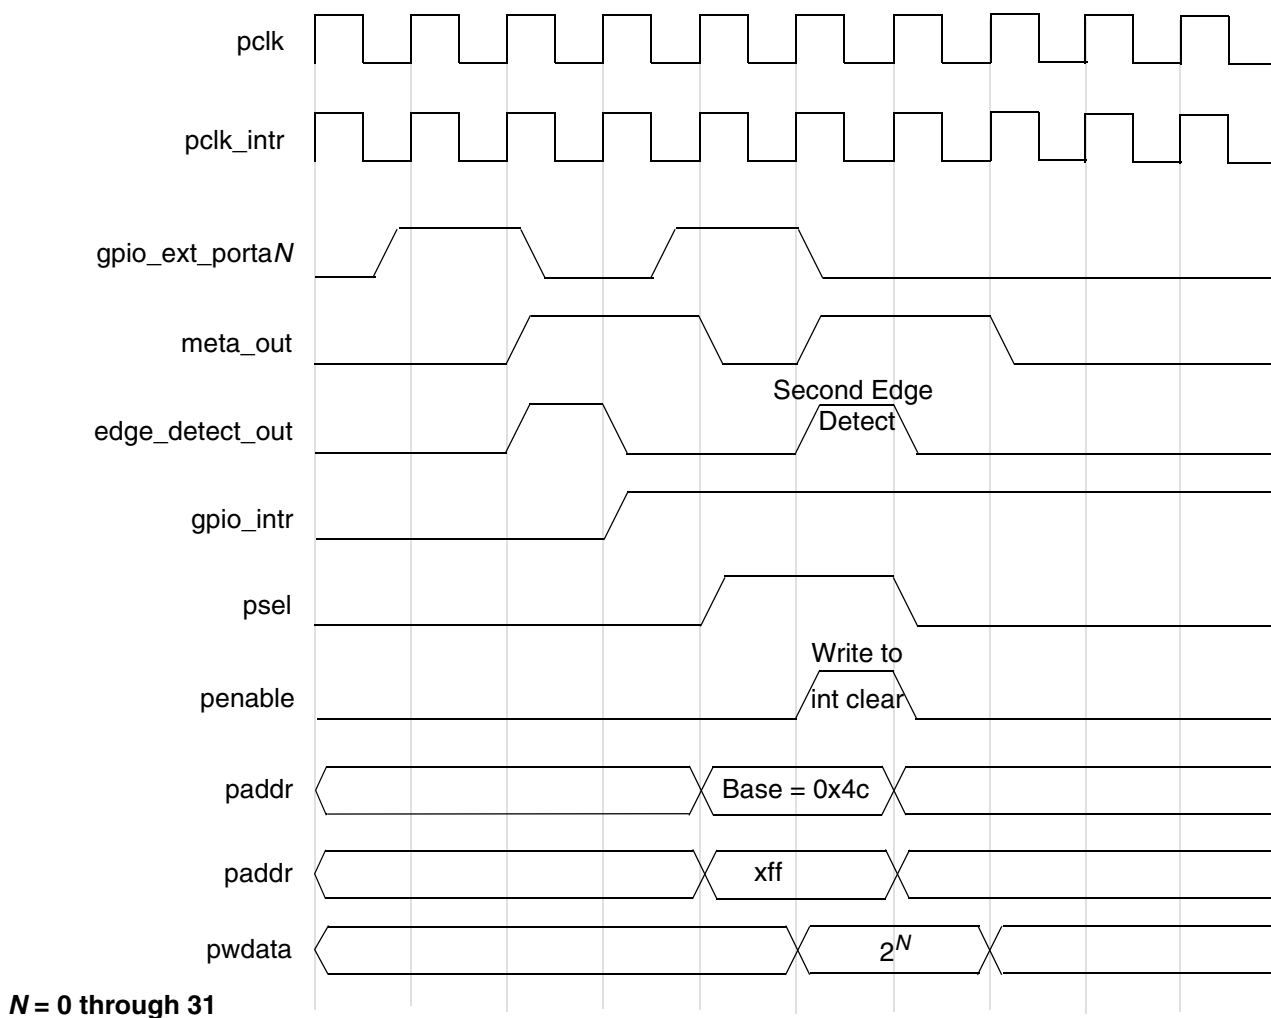 pclk
pclk_intr
gpio_ext_portaN
meta_out
Second Edge
Detect
edge_detect_out
gpio_intr
psel
Write to
int clear
penable
paddr
Base = 0x4c
paddr
xff
pwdata
2^N
N = 0 through 31